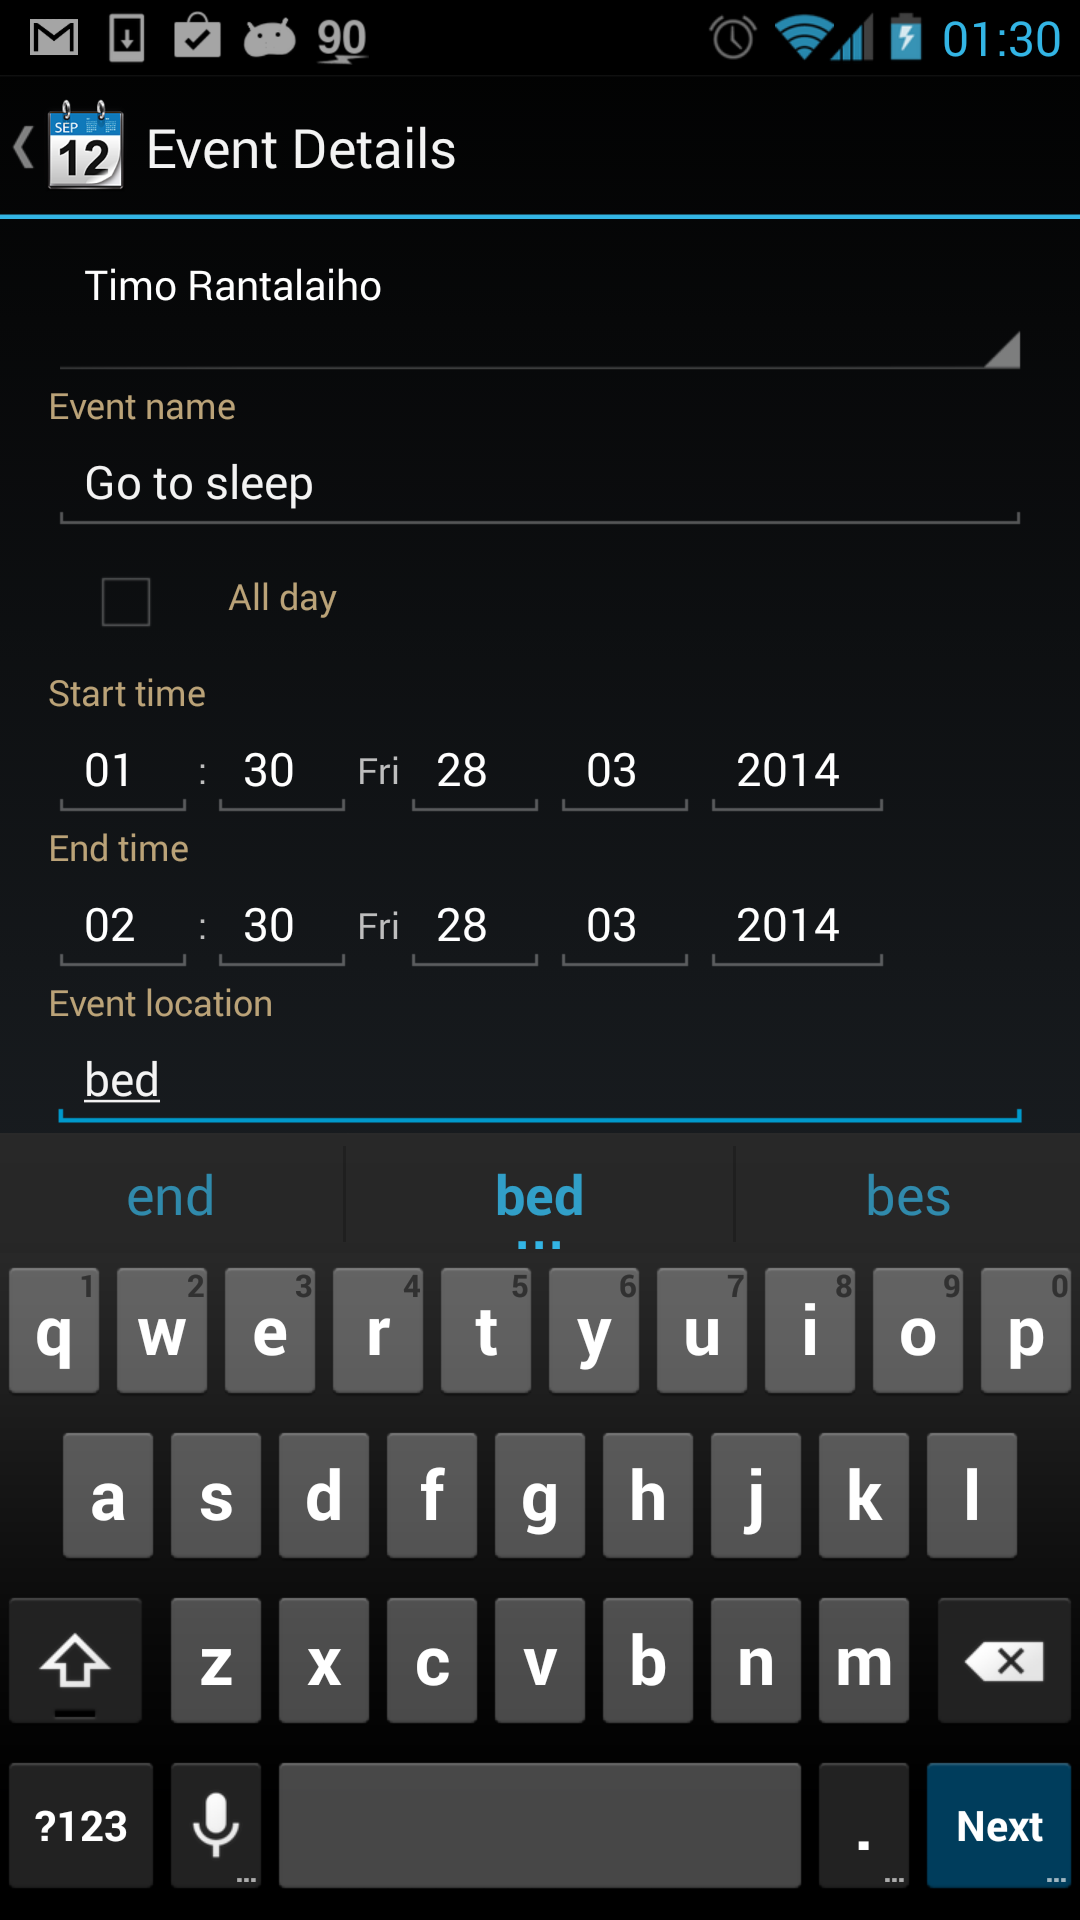 90 01:30
SEP
12 Event Details
Timo Rantalaiho
Event name
Go to sleep
All day
Start time
01 : 30 Fri 28 03 2014
End time
02 : 30 Fri 28 03 2014
Event location
bed
end bed bes
1 2 3 4 5 6 7 8 9 0
q w e r t y u i o p
a s d f g h j k l
z x c v b n m
?123 . Next